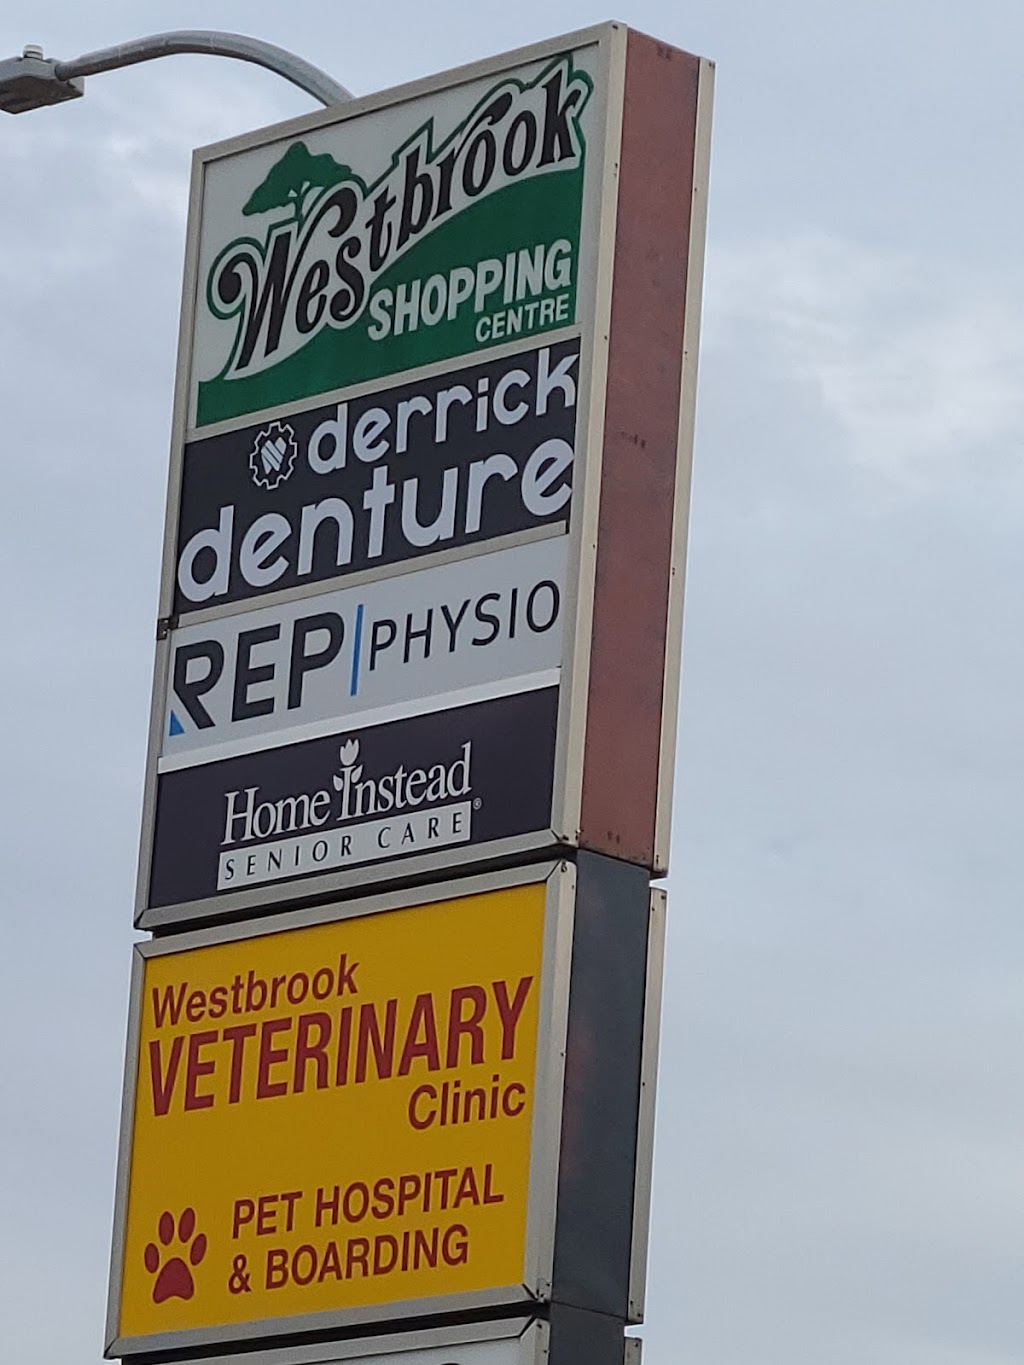 Westbrook
SHOPPING
CENTRE
derrick
denture
REP|PHYSIO
Home Instead
®
SENIOR CARE
Westbrook
VETERINARY
Clinic
PET HOSPITAL
& BOARDING